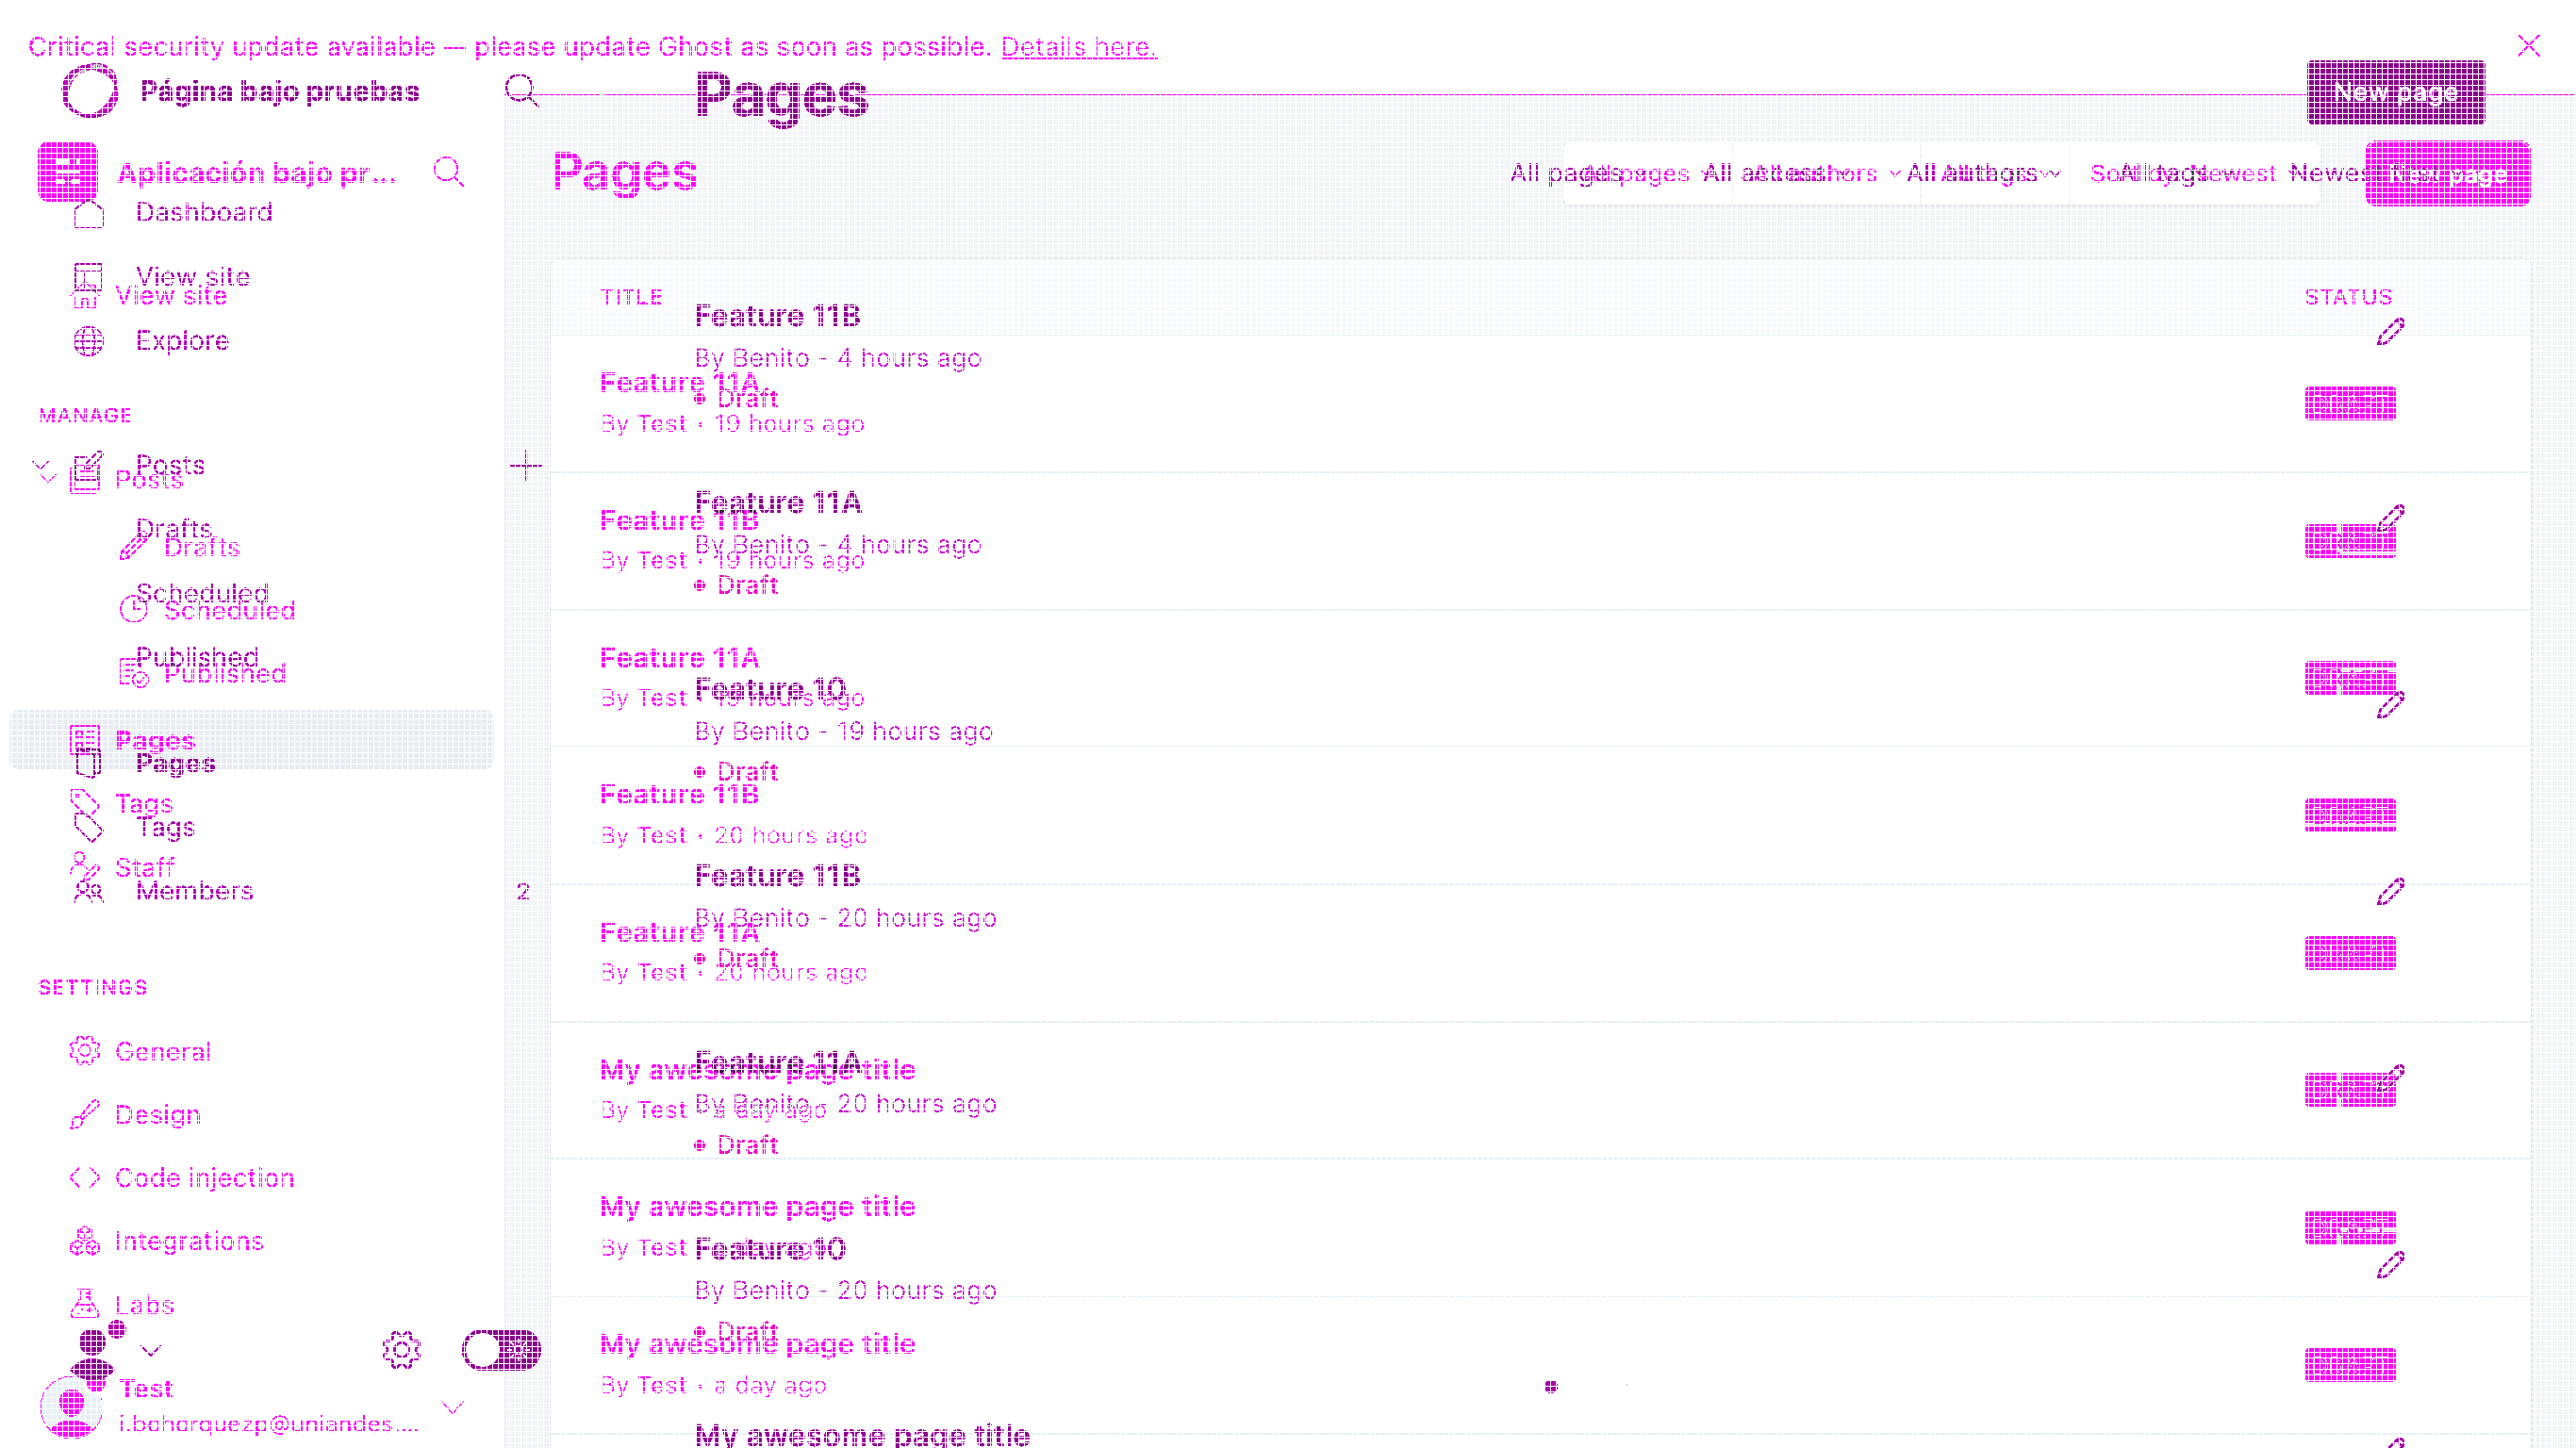 Critical security update available — please update Ghost as soon as possible. Details here.
Página bajo pruebas
Pages
New page
Aplicación bajo pr...
Pages
All pages
All pages
All access
All authors
All authors
All tags
Sort by: Newest
All tags
Newest
New page
Dashboard
View site
View site
Explore
TITLE
STATUS
Feature 11B
By Benito - 4 hours ago
Draft
Feature 11A
By Test • 19 hours ago
MANAGE
Posts
Posts
Feature 11A
By Benito - 4 hours ago
Draft
Feature 11B
By Test • 19 hours ago
Drafts
Drafts
Scheduled
Scheduled
Published
Published
Feature 11A
By Test • 19 hours ago
Feature 10
By Benito - 19 hours ago
Draft
Pages
Pages
Feature 11B
By Test • 20 hours ago
Tags
Tags
Staff
Members
2
Feature 11B
By Benito - 20 hours ago
Draft
Feature 11A
By Test • 20 hours ago
SETTINGS
General
Feature 11A
By Benito - 20 hours ago
Draft
My awesome page title
By Test • a day ago
Design
Code injection
My awesome page title
By Test
Integrations
Feature 10
By Benito - 20 hours ago
Draft
Labs
My awesome page title
By Test • a day ago
Test
i.bohorquezp@uniandes....
My awesome page title